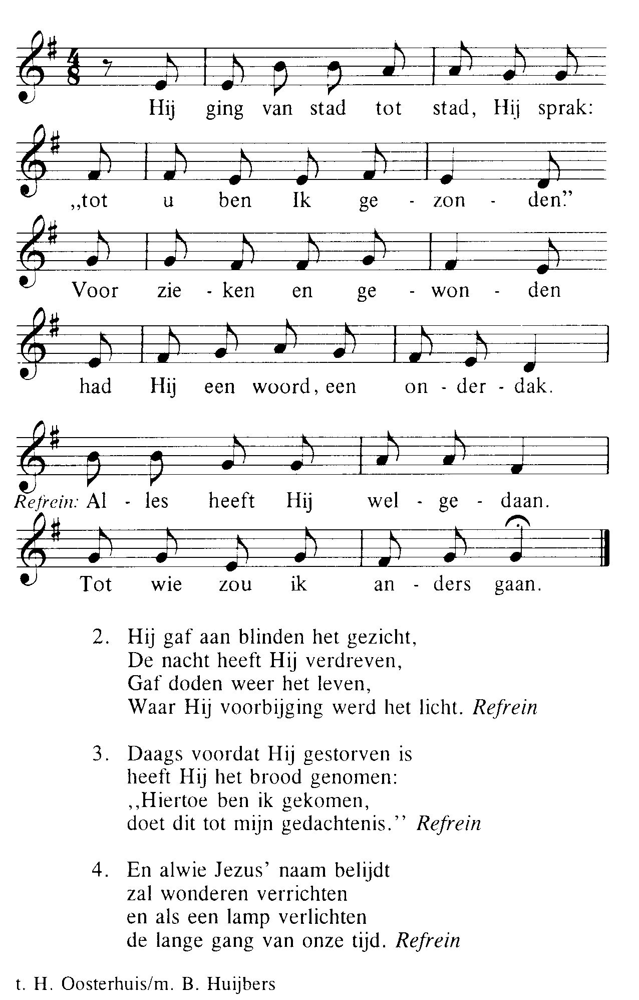 4
8
Hij ging van stad tot stad, Hij sprak:
,,tot u ben Ik ge - zon - den.”
Voor zie - ken en ge - won - den
had Hij een woord, een on - der - dak.
Refrein: Al - les heeft Hij wel - ge - daan.
Tot wie zou ik an - ders gaan.
2. Hij gaf aan blinden het gezicht,
De nacht heeft Hij verdreven,
Gaf doden weer het leven,
Waar Hij voorbijging werd het licht. Refrein
3. Daags voordat Hij gestorven is
heeft Hij het brood genomen:
,,Hiertoe ben ik gekomen,
doet dit tot mijn gedachtenis.’’ Refrein
4. En alwie Jezus’ naam belijdt
zal wonderen verrichten
en als een lamp verlichten
de lange gang van onze tijd. Refrein
t. H. Oosterhuis/m. B. Huijbers